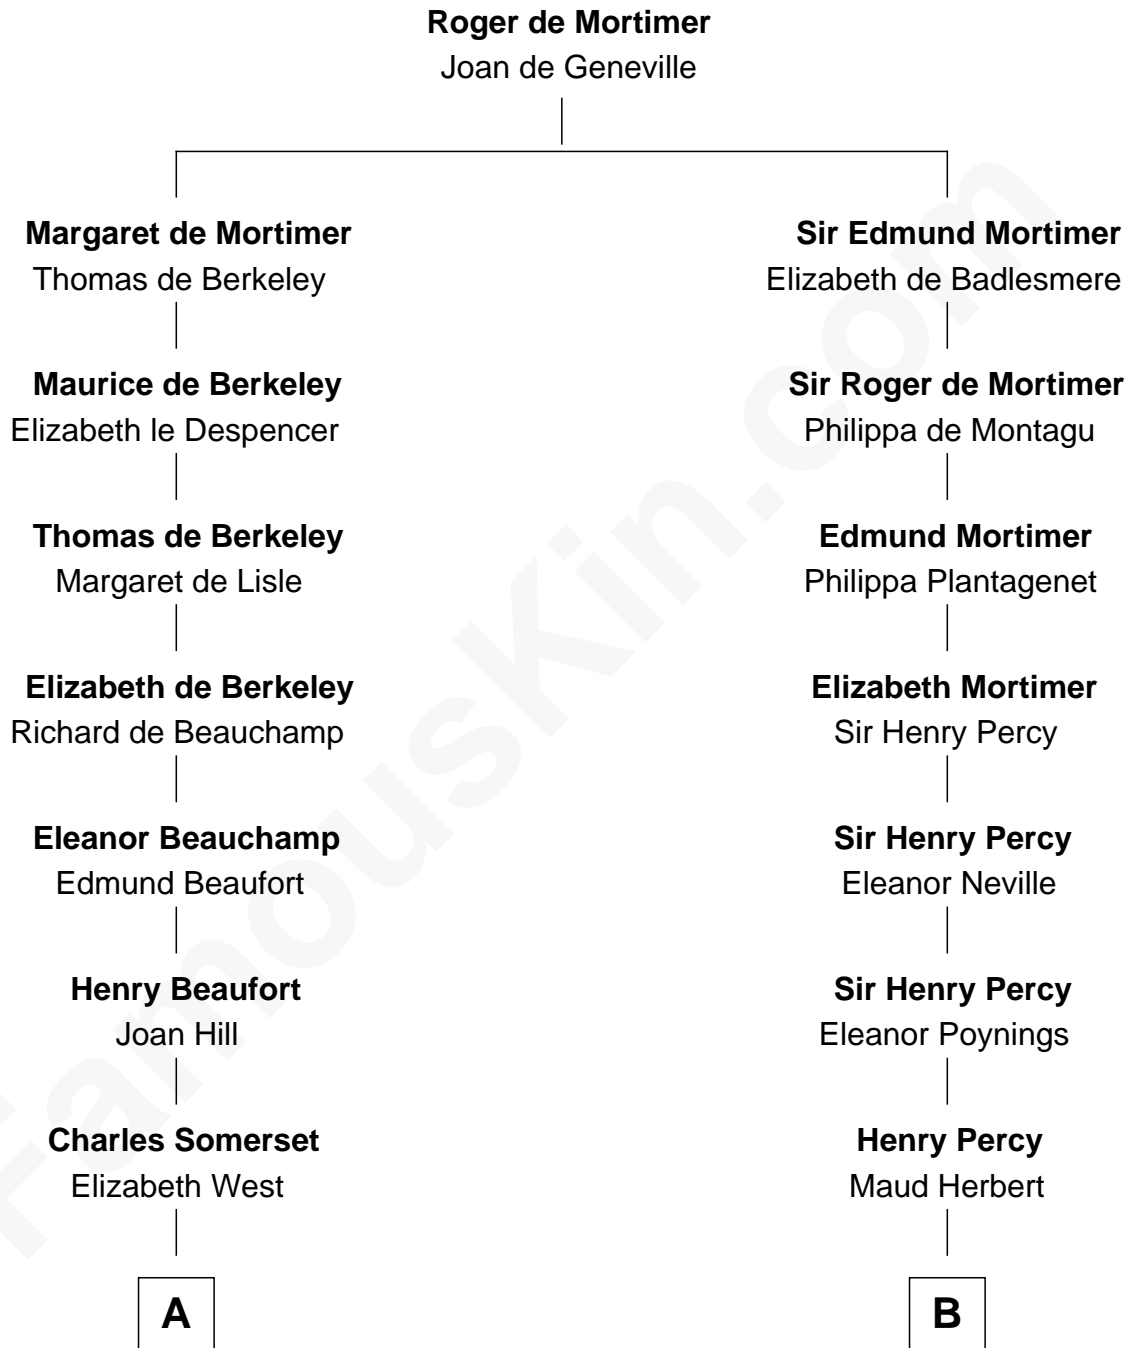 Roger de Mortimer
Joan de Geneville
Margaret de Mortimer
Thomas de Berkeley
Sir Edmund Mortimer
Elizabeth de Badlesmere
Maurice de Berkeley
Elizabeth le Despencer
Sir Roger de Mortimer
Philippa de Montagu
Thomas de Berkeley
Margaret de Lisle
Edmund Mortimer
Philippa Plantagenet
Elizabeth de Berkeley
Richard de Beauchamp
Elizabeth Mortimer
Sir Henry Percy
Eleanor Beauchamp
Edmund Beaufort
Sir Henry Percy
Eleanor Neville
Henry Beaufort
Joan Hill
Sir Henry Percy
Eleanor Poynings
Charles Somerset
Elizabeth West
Henry Percy
Maud Herbert
A
B
FamousKin.com